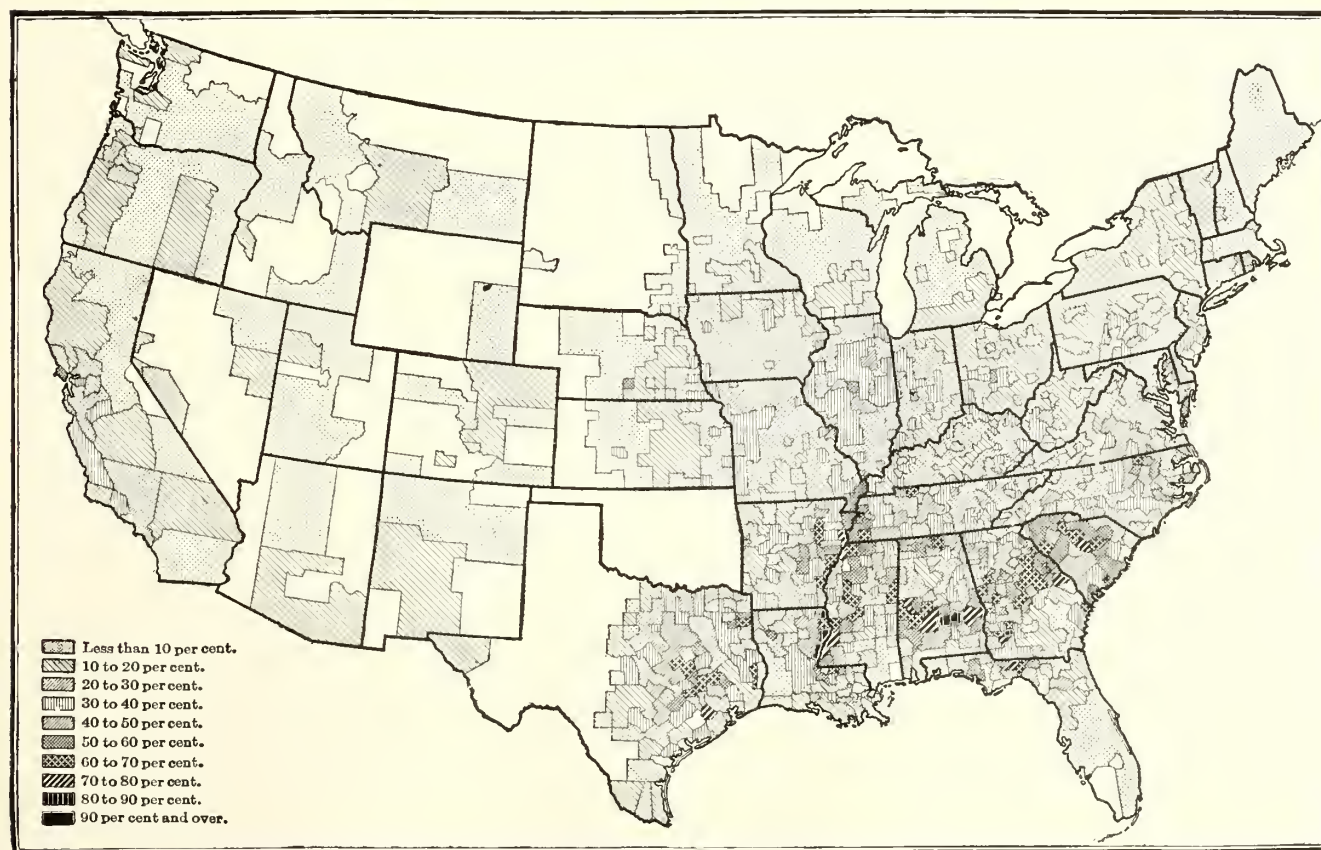 Less than 10 per cent.
10 to 20 per cent.
20 to 30 per cent.
30 to 40 per cent.
40 to 50 per cent.
50 to 60 per cent.
60 to 70 per cent.
70 to 80 per cent.
80 to 90 per cent.
90 per cent and over.